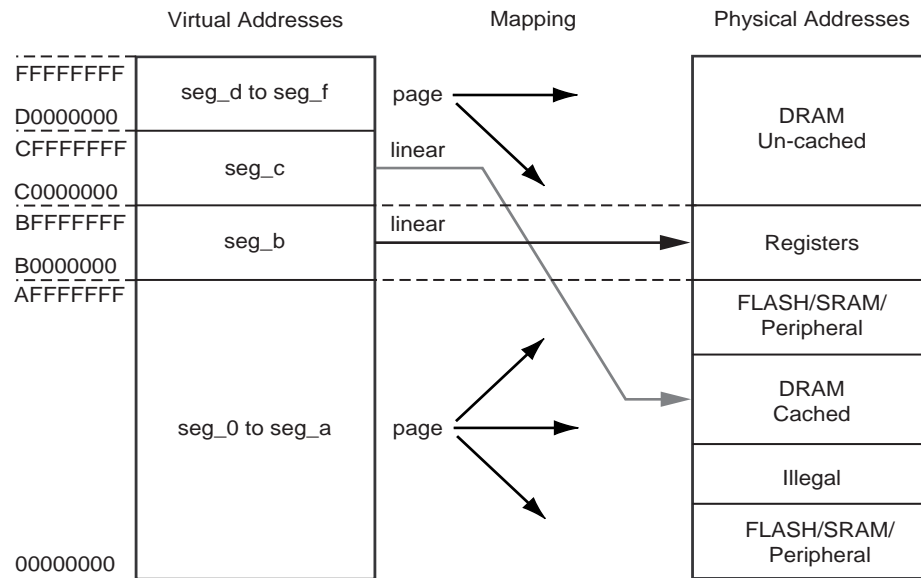 Virtual Addresses
Mapping
Physical Addresses
FFFFFFFF
seg_d to seg_f
page
D0000000
DRAM
Un-cached
CFFFFFFF
linear
seg_c
C0000000
BFFFFFFF
linear
seg_b
Registers
B0000000
AFFFFFFF
FLASH/SRAM/
Peripheral
DRAM
Cached
seg_0 to seg_a
page
Illegal
FLASH/SRAM/
Peripheral
00000000